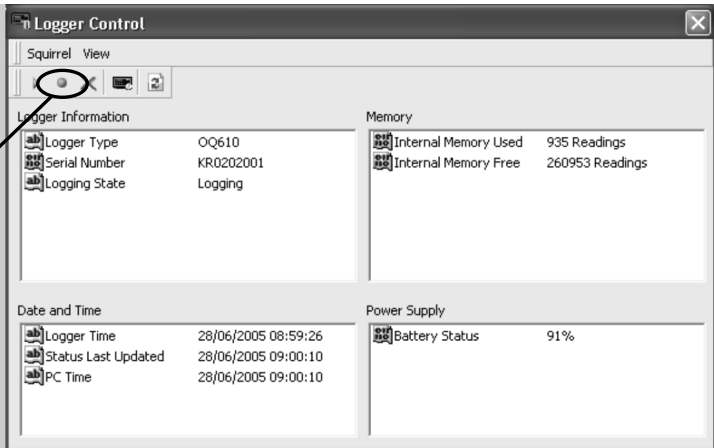 Logger Control
Squirrel View
Logger Information
Logger Type OQ610
Serial Number KR0202001
Logging State Logging
Memory
Internal Memory Used 935 Readings
Internal Memory Free 260953 Readings
Date and Time
Logger Time 28/06/2005 08:59:26
Status Last Updated 28/06/2005 09:00:10
PC Time 28/06/2005 09:00:10
Power Supply
Battery Status 91%